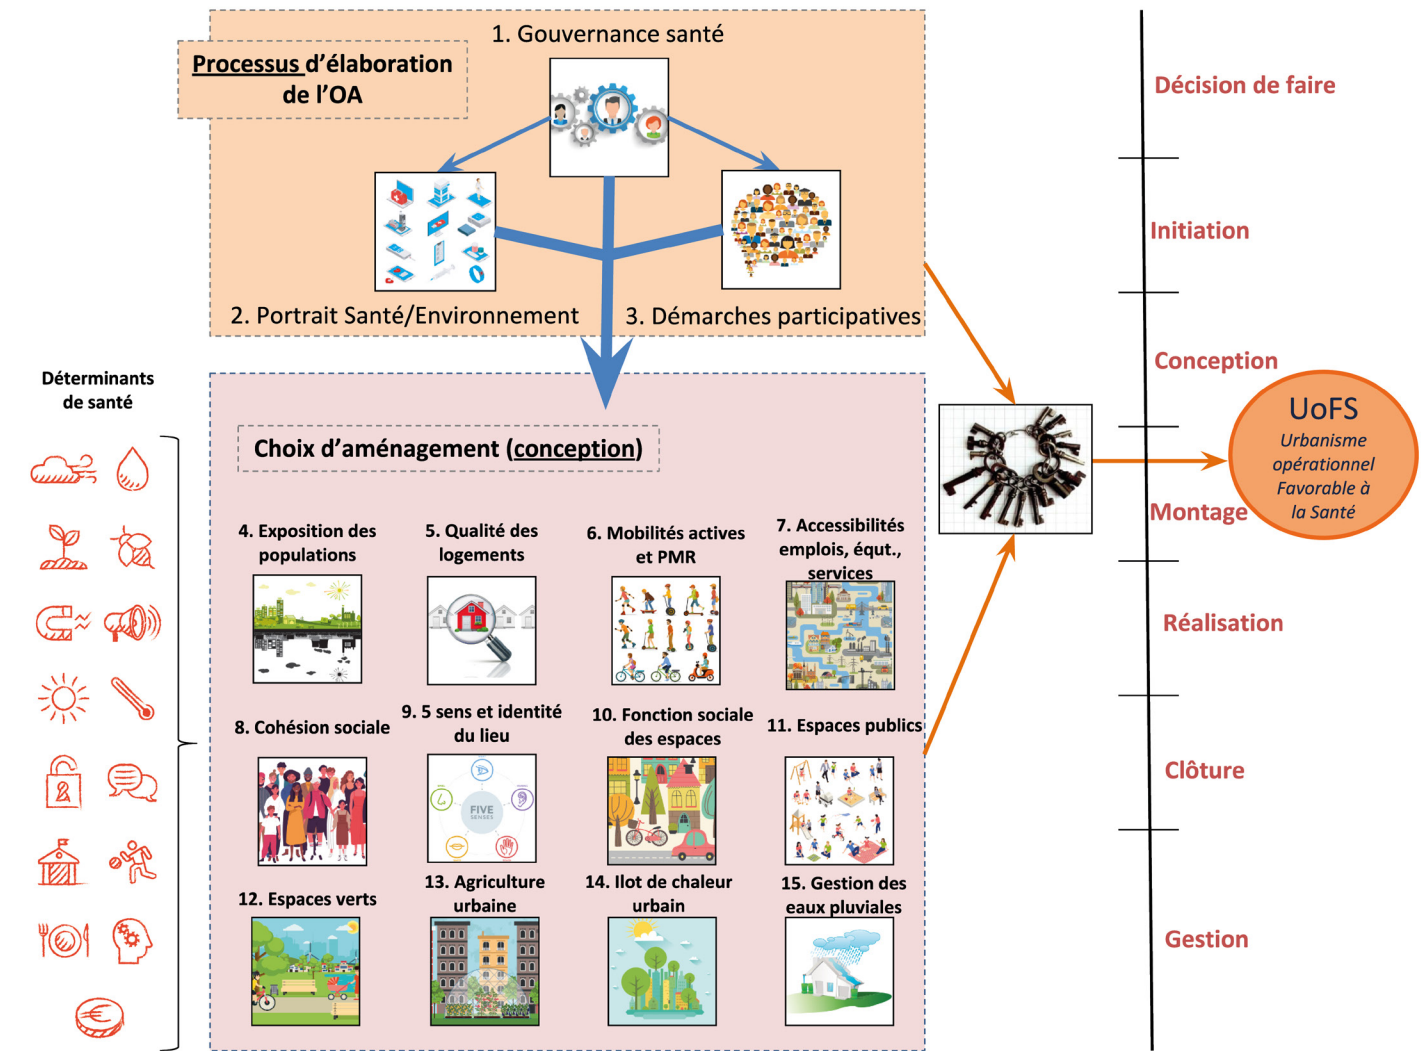 1. Gouvernance santé
Processus d’élaboration
de l’OA
2. Portrait Santé/Environnement
3. Démarches participatives
Déterminants
de santé
Choix d’aménagement (conception)
4. Exposition des
populations
5. Qualité des
logements
6. Mobilités actives
et PMR
7. Accessibilités
emplois, équt.,
services
8. Cohésion sociale
9. 5 sens et identité
du lieu
FIVE
SENSES
10. Fonction sociale
des espaces
11. Espaces publics
12. Espaces verts
13. Agriculture
urbaine
14. Ilot de chaleur
urbain
15. Gestion des
eaux pluviales
Décision de faire
Initiation
Conception
UoFS
Urbanisme
opérationnel
Favorable à
la Santé
Montage
Réalisation
Clôture
Gestion